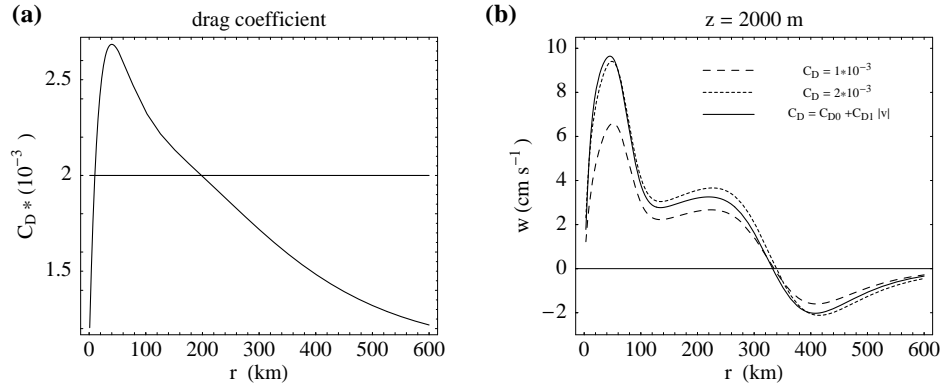 (a)
drag coefficient
C_D * (10^−3)
2.5
2
1.5
0 100 200 300 400 500 600
r (km)
(b)
z = 2000 m
w (cm s^−1)
10
8
6
4
2
0
−2
C_D = 1*10^−3
C_D = 2*10^−3
C_D = C_D0 +C_D1 |v|
0 100 200 300 400 500 600
r (km)